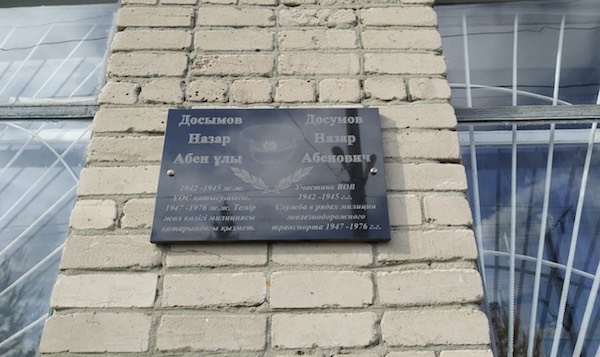 Досымов
Назар
Абен ұлы
1942 -1945 ж.ж.
ҰОС қатысушысы.
1947 -1976 ж.ж. Темір
жол көлігі милициясы
қатарындағы қызмет.
Досумов
Назар
Абенович
Участник ВОВ
1942 -1945 г.г.
Служба в рядах милиции
железнодорожного
транспорта 1947 -1976 г.г.